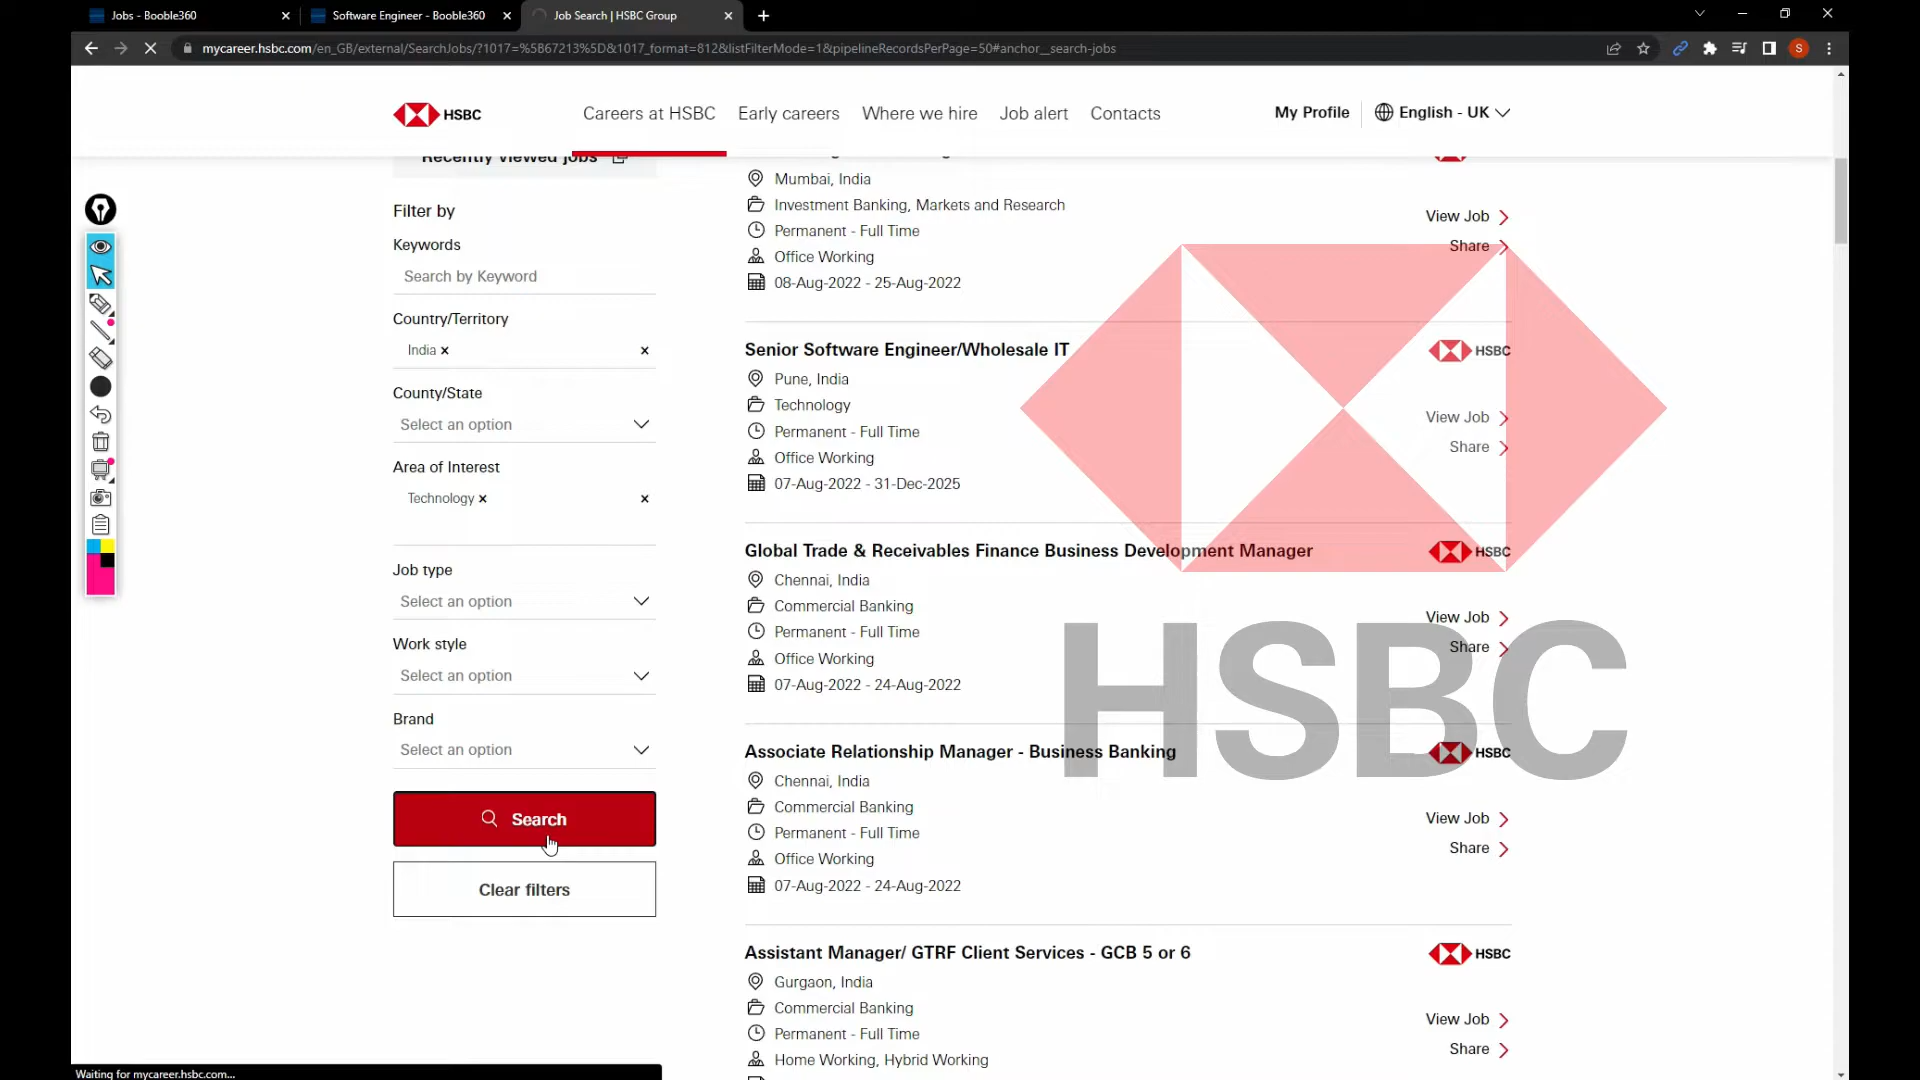 Jobs - Booble360
Software Engineer - Booble360
Job Search | HSBC Group
mycareer.hsbc.com/en_GB/external/SearchJobs/?1017=%5B67213%5D&1017_format=812&listFilterMode=1&pipelineRecordsPerPage=50#anchor__search-jobs
S
HSBC
Careers at HSBC
Early careers
Where we hire
Job alert
Contacts
My Profile
English - UK
Recently viewed jobs
Filter by
Keywords
Search by Keyword
Country/Territory
India
County/State
Select an option
Area of Interest
Technology
Job type
Select an option
Work style
Select an option
Brand
Select an option
Search
Clear filters
Mumbai, India
Investment Banking, Markets and Research
Permanent - Full Time
Office Working
08-Aug-2022 - 25-Aug-2022
View Job
Share
Senior Software Engineer/Wholesale IT
HSBC
Pune, India
Technology
Permanent - Full Time
Office Working
07-Aug-2022 - 31-Dec-2025
View Job
Share
Global Trade & Receivables Finance Business Development Manager
HSBC
Chennai, India
Commercial Banking
Permanent - Full Time
Office Working
07-Aug-2022 - 24-Aug-2022
View Job
Share
HSBC
Associate Relationship Manager - Business Banking
HSBC
Chennai, India
Commercial Banking
Permanent - Full Time
Office Working
07-Aug-2022 - 24-Aug-2022
View Job
Share
Assistant Manager/ GTRF Client Services - GCB 5 or 6
HSBC
Gurgaon, India
Commercial Banking
Permanent - Full Time
Home Working, Hybrid Working
View Job
Share
Waiting for mycareer.hsbc.com...